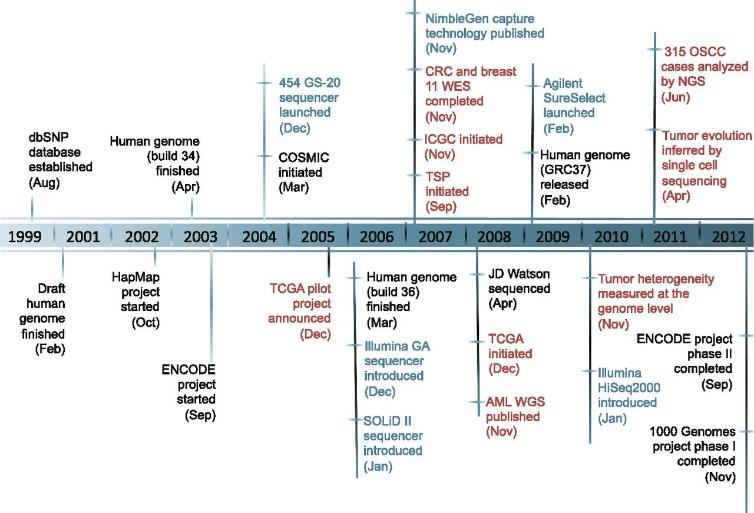 NimbleGen capture
technology published
(Nov)
CRC and breast
11 WES
completed
(Nov)
ICGC initiated
(Nov)
TSP
initiated
(Sep)
315 OSCC
cases analyzed
by NGS
(Jun)
Tumor evolution
inferred by
single cell
sequencing
(Apr)
454 GS-20
sequencer
launched
(Dec)
COSMIC
initiated
(Mar)
Agilent
SureSelect
launched
(Feb)
Human genome
(GRC37)
released
(Feb)
dbSNP
database
established
(Aug)
Human genome
(build 34)
finished
(Apr)
1999 2001 2002 2003 2004 2005 2006 2007 2008 2009 2010 2011 2012
Draft
human
genome
finished
(Feb)
HapMap
project
started
(Oct)
ENCODE
project
started
(Sep)
TCGA pilot
project
announced
(Dec)
Human genome
(build 36)
finished
(Mar)
Illumina GA
sequencer
introduced
(Dec)
SOLiD II
sequencer
introduced
(Jan)
JD Watson
sequenced
(Apr)
TCGA
initiated
(Dec)
AML WGS
published
(Nov)
Tumor heterogeneity
measured at the
genome level
(Nov)
Illumina
HiSeq2000
introduced
(Jan)
ENCODE project
phase II
completed
(Sep)
1000 Genomes
project phase I
completed
(Nov)